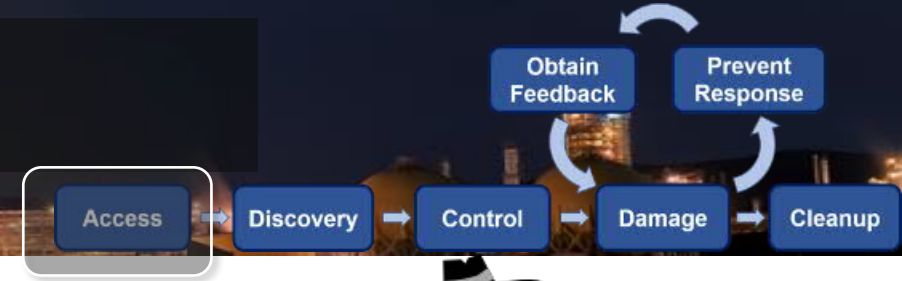 Obtain
Feedback
Prevent
Response
Access
Discovery
Control
Damage
Cleanup